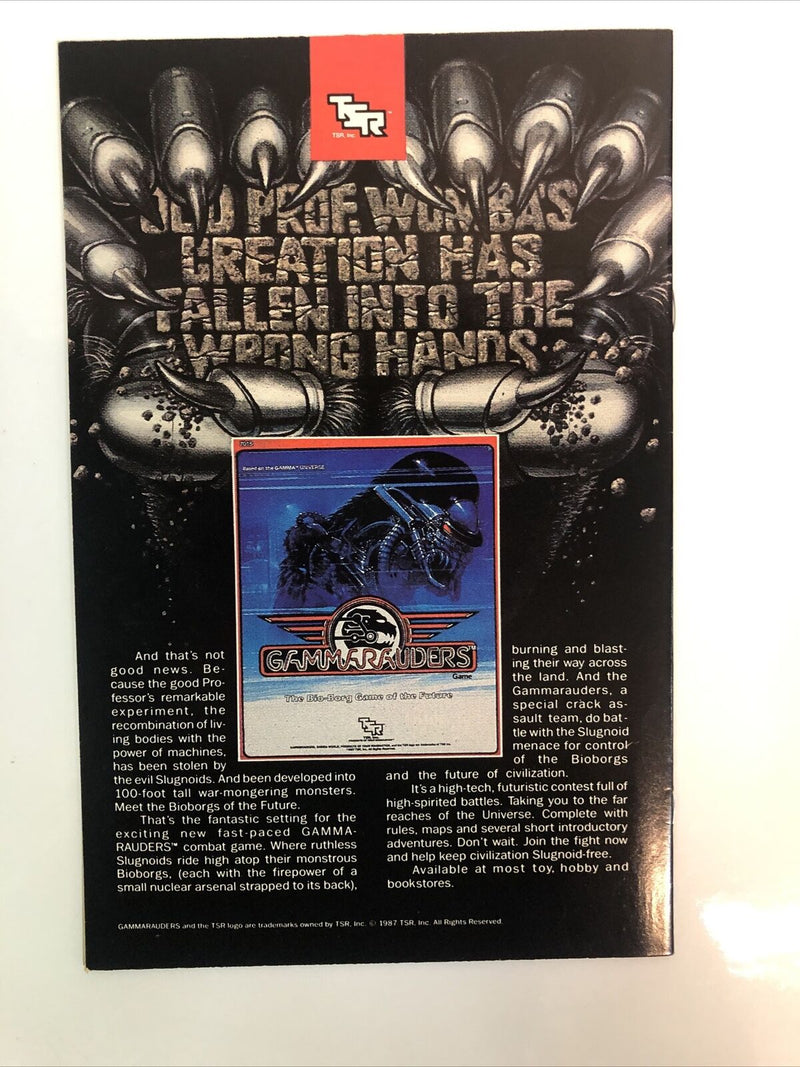 TSR
TSR, Inc.
OLD PROF. WOMBAS
CREATION HAS
FALLEN INTO THE
WRONG HANDS.
7015
Based on the GAMMA UNIVERSE
GAMMARAUDERS™
Game
The Bio-Borg Game of the Future
TSR, Inc.
And that's not
good news. Be-
cause the good Pro-
fessor's remarkable
experiment, the
recombination of liv-
ing bodies with the
power of machines,
has been stolen by
the evil Slugnoids. And been developed into
100-foot tall war-mongering monsters.
Meet the Bioborgs of the Future.
That's the fantastic setting for the
exciting new fast-paced GAMMA-
RAUDERS™ combat game. Where ruthless
Slugnoids ride high atop their monstrous
Bioborgs, (each with the firepower of a
small nuclear arsenal strapped to its back),
burning and blast-
ing their way across
the land. And the
Gammarauders, a
special crack as-
sault team, do bat-
tle with the Slugnoid
menace for control
of the Bioborgs
and the future of civilization.
It's a high-tech, futuristic contest full of
high-spirited battles. Taking you to the far
reaches of the Universe. Complete with
rules, maps and several short introductory
adventures. Don't wait. Join the fight now
and help keep civilization Slugnoid-free.
Available at most toy, hobby and
bookstores.
GAMMARAUDERS and the TSR logo are trademarks owned by TSR, Inc. © 1987 TSR, Inc. All Rights Reserved.